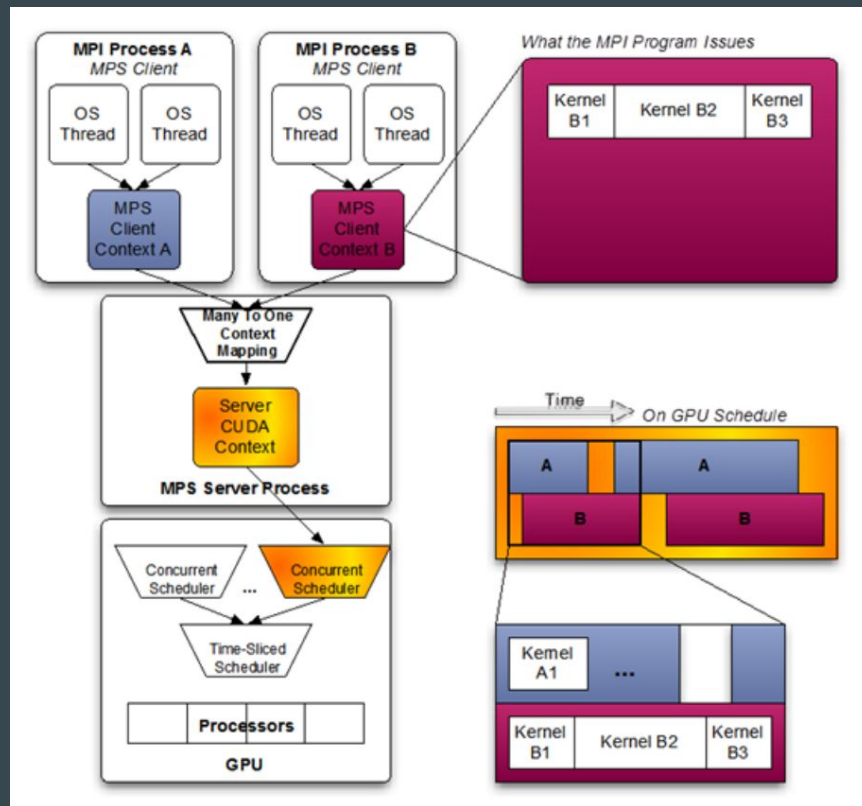 MPI Process A
MPS Client
OS
Thread
OS
Thread
MPS
Client
Context A
MPI Process B
MPS Client
OS
Thread
OS
Thread
MPS
Client
Context B
What the MPI Program Issues
Kernel
B1
Kernel B2
Kernel
B3
Many To One
Context
Mapping
Server
CUDA
Context
MPS Server Process
Concurrent
Scheduler
...
Concurrent
Scheduler
Time-Sliced
Scheduler
Processors
GPU
Time
On GPU Schedule
A
A
B
B
Kernel
A1
...
Kernel
B1
Kernel B2
Kernel
B3